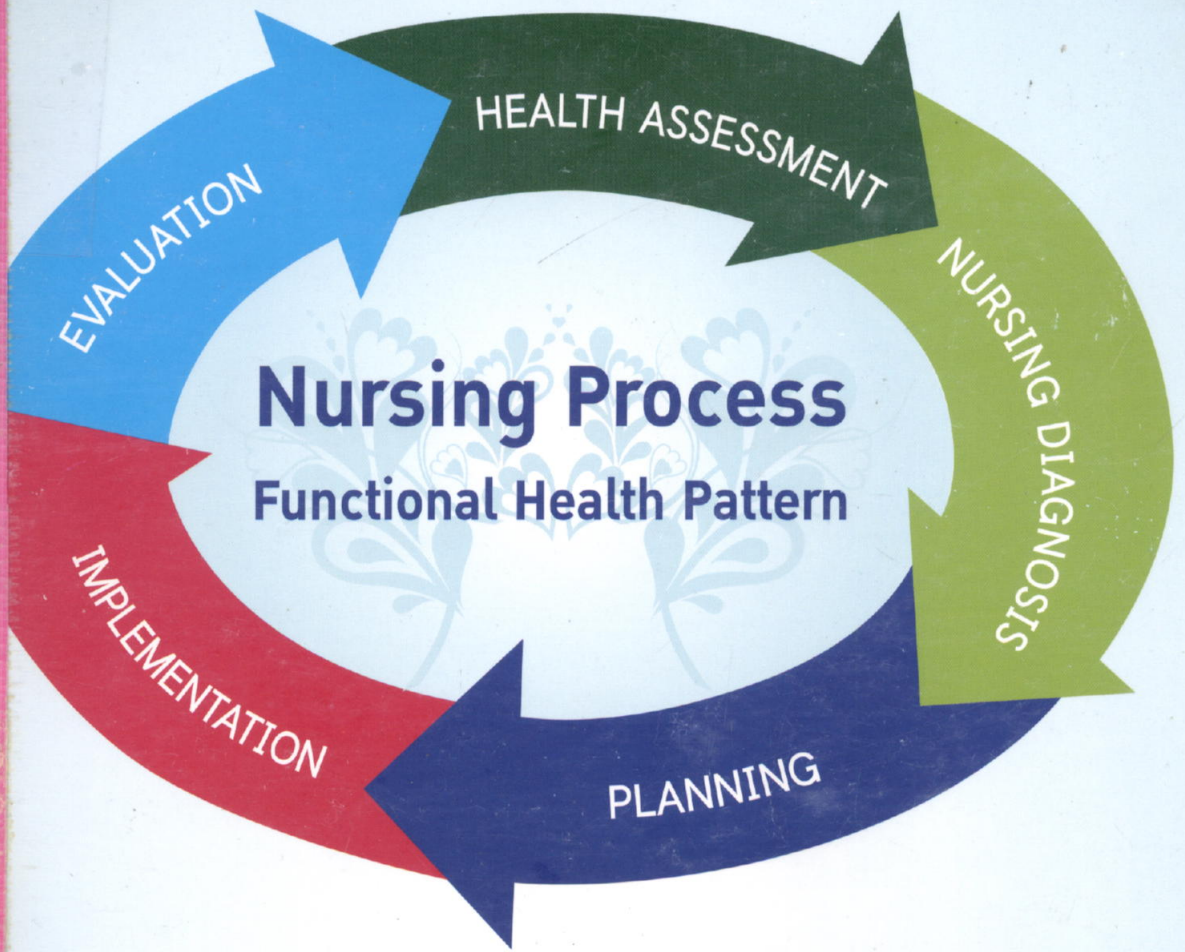 HEALTH ASSESSMENT
NURSING DIAGNOSIS
PLANNING
IMPLEMENTATION
EVALUATION
Nursing Process
Functional Health Pattern